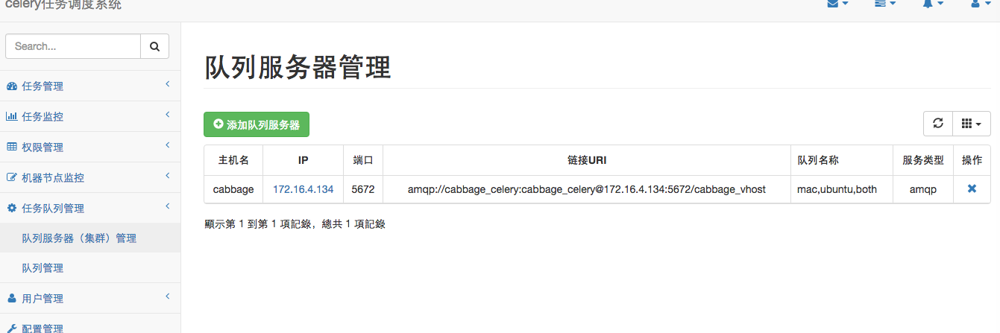 celery任务调度系统
Search...
任务管理
任务监控
权限管理
机器节点监控
任务队列管理
队列服务器（集群）管理
队列管理
用户管理
配置管理
队列服务器管理
添加队列服务器
主机名 IP 端口 链接URI 队列名称 服务类型 操作
cabbage 172.16.4.134 5672 amqp://cabbage_celery:cabbage_celery@172.16.4.134:5672/cabbage_vhost mac,ubuntu,both amqp
顯示第 1 到第 1 項記錄，總共 1 項記錄